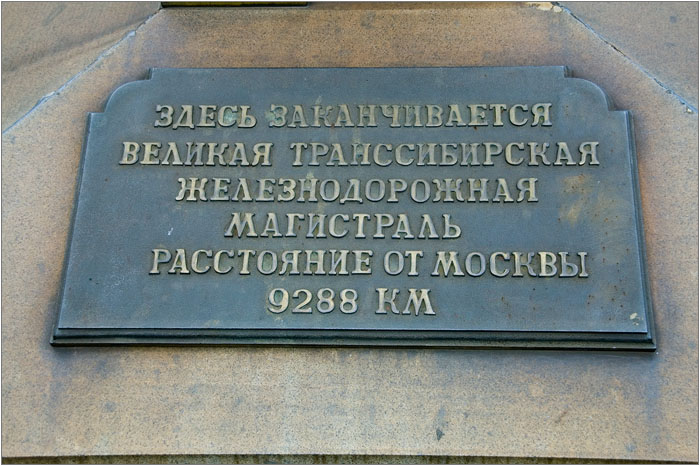 ЗДЕСЬ ЗАКАНЧИВАЕТСЯ
ВЕЛИКАЯ ТРАНССИБИРСКАЯ
ЖЕЛЕЗНОДОРОЖНАЯ
МАГИСТРАЛЬ
РАССТОЯНИЕ ОТ МОСКВЫ
9288 КМ